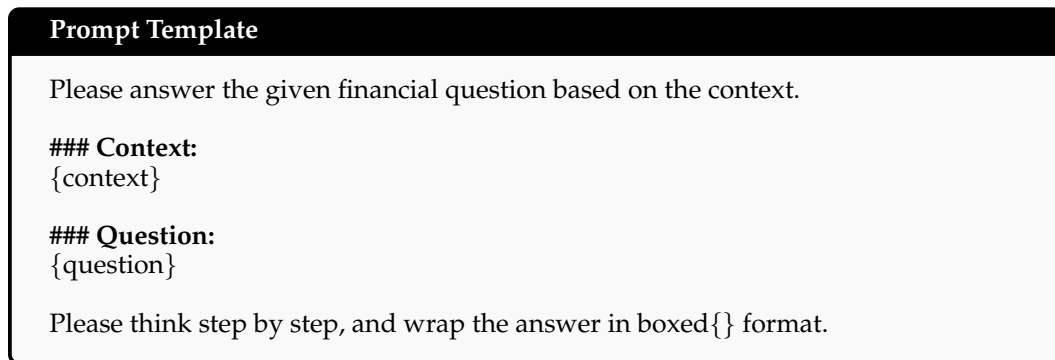 Prompt Template
Please answer the given financial question based on the context.
### Context:
{context}
### Question:
{question}
Please think step by step, and wrap the answer in boxed{} format.